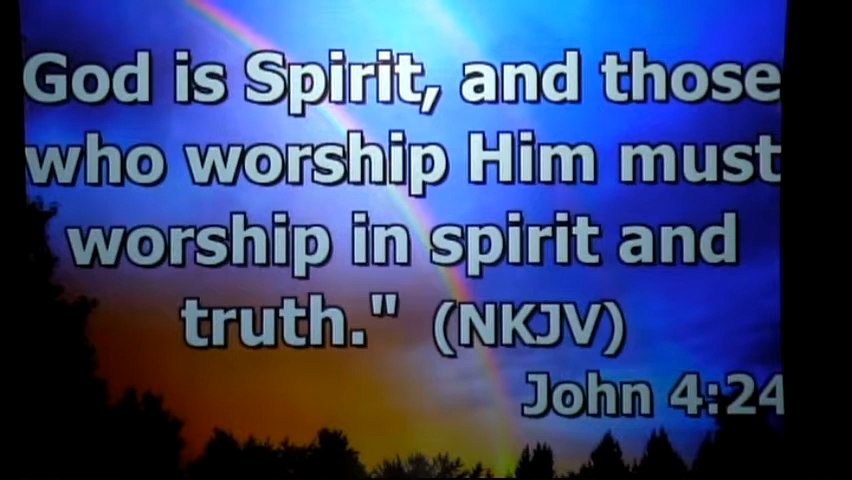 God is Spirit, and those
who worship Him must
worship in spirit and
truth." (NKJV)
John 4:24